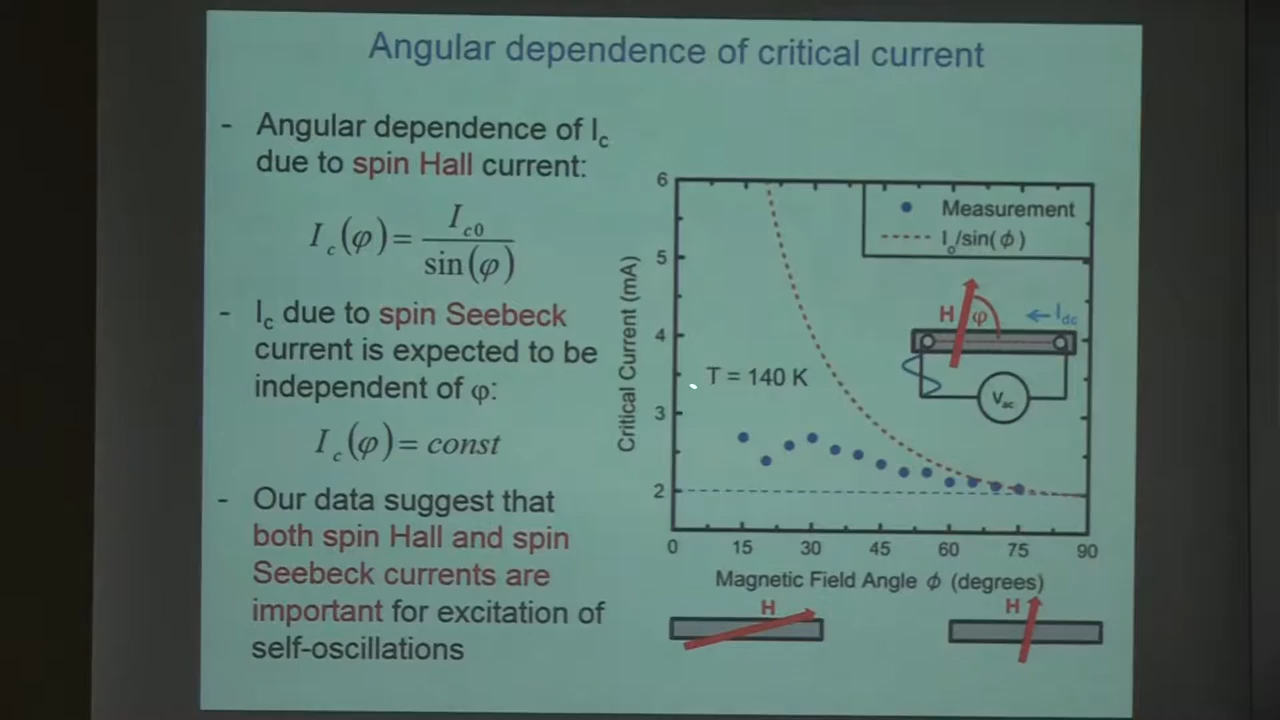 Angular dependence of critical current
- Angular dependence of I_c
due to spin Hall current:
I_c(φ) = I_c0 / sin(φ)
- I_c due to spin Seebeck
current is expected to be
independent of φ:
I_c(φ) = const
- Our data suggest that
both spin Hall and spin
Seebeck currents are
important for excitation of
self-oscillations
Critical Current (mA)
6
5
4
3
2
Measurement
I_o/sin(ϕ)
H
φ
I_dc
V_ac
T = 140 K
0 15 30 45 60 75 90
Magnetic Field Angle ϕ (degrees)
H
H